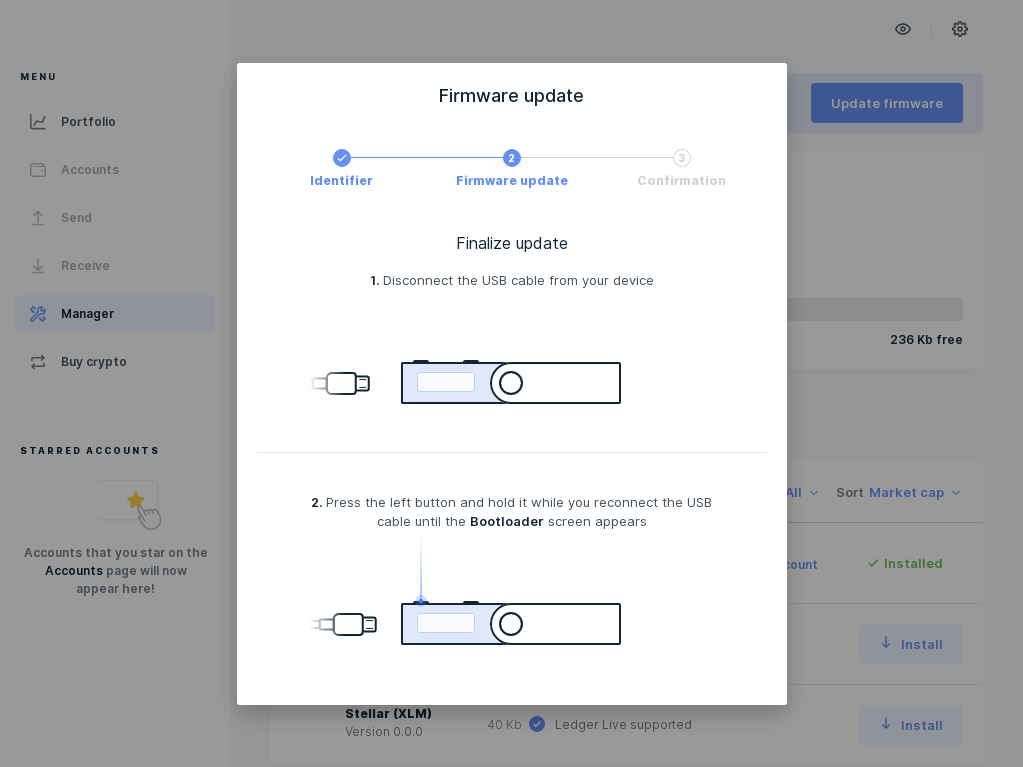 MENU
Portfolio
Accounts
Send
Receive
Manager
Buy crypto
STARRED ACCOUNTS
Accounts that you star on the
Accounts page will now
appear here!
Update firmware
236 Kb free
All Sort Market cap
Installed
Install
Stellar (XLM)
Version 0.0.0
40 Kb Ledger Live supported
Install
Firmware update
2 3
Identifier Firmware update Confirmation
Finalize update
1. Disconnect the USB cable from your device
2. Press the left button and hold it while you reconnect the USB
cable until the Bootloader screen appears